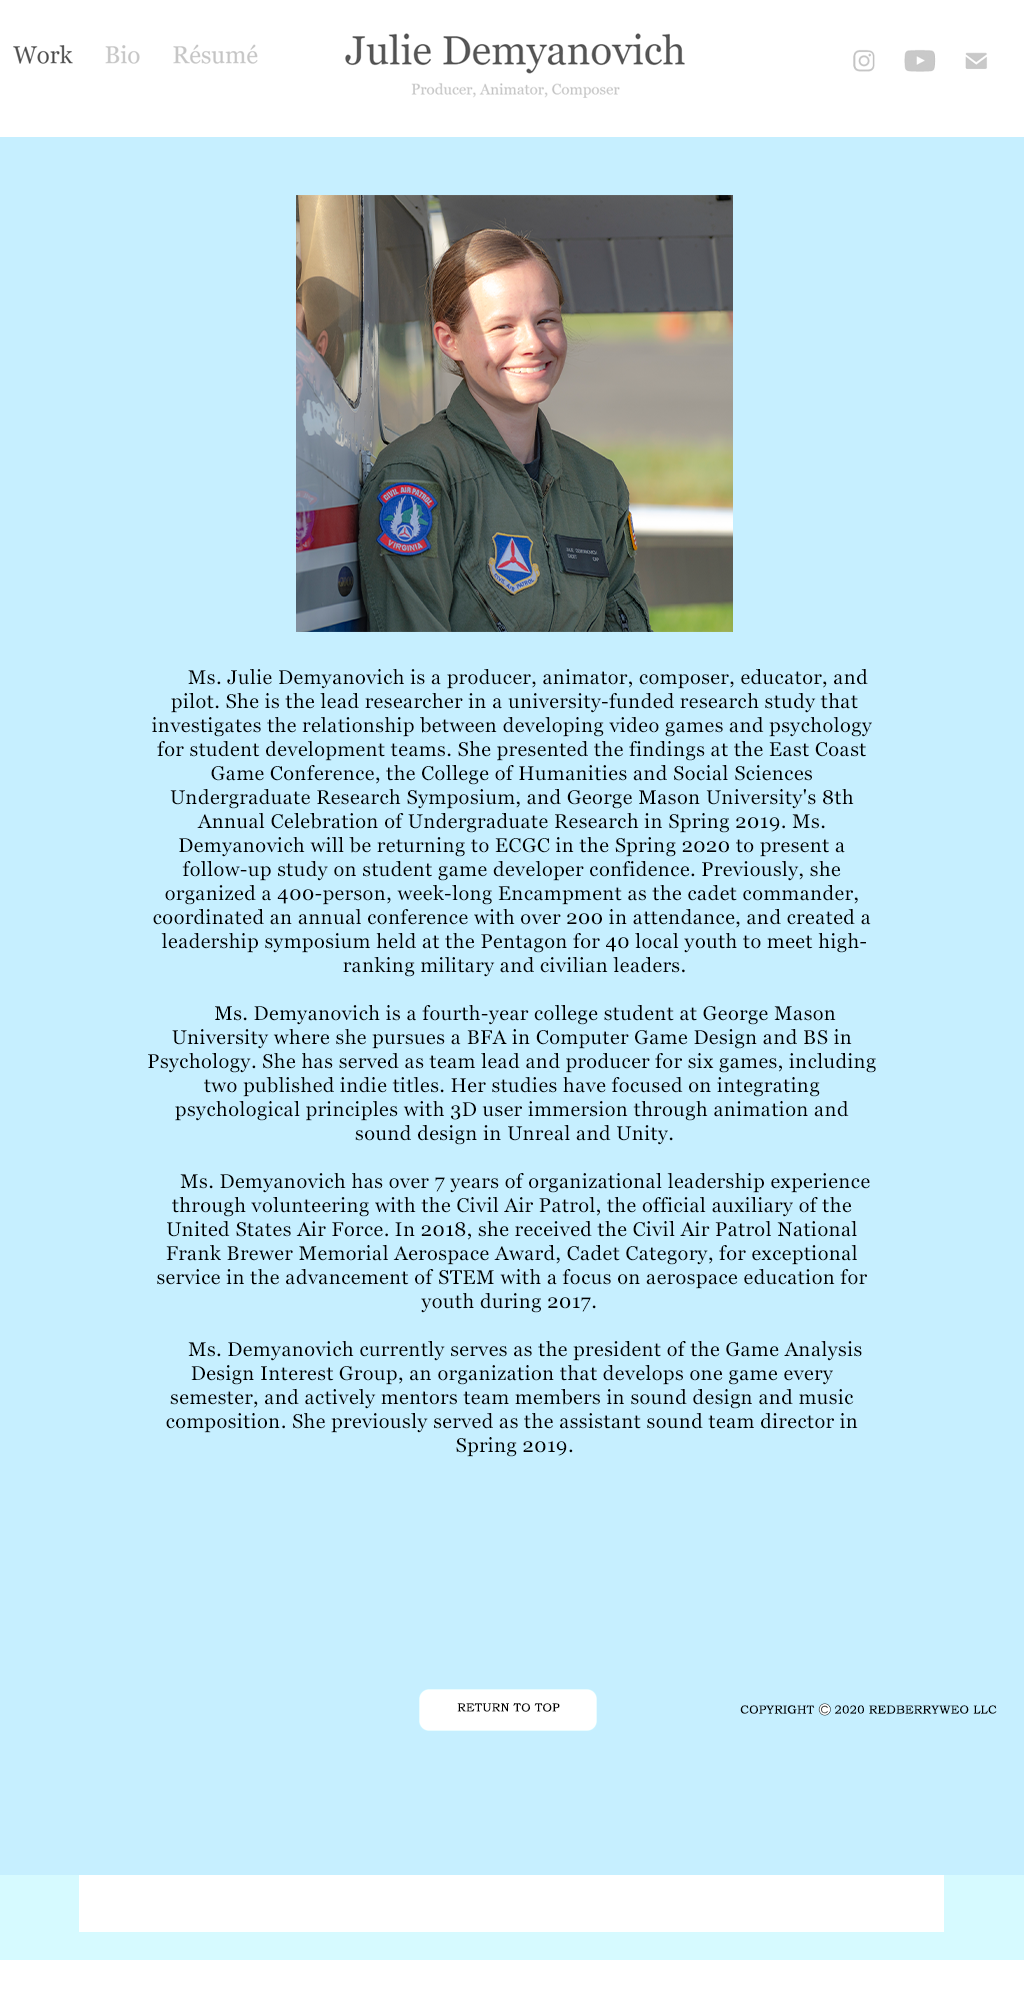 Work Bio Résumé
Julie Demyanovich
Producer, Animator, Composer
CIVIL AIR PATROL
VIRGINIA
CIVIL AIR PATROL
CAP
Ms. Julie Demyanovich is a producer, animator, composer, educator, and
pilot. She is the lead researcher in a university-funded research study that
investigates the relationship between developing video games and psychology
for student development teams. She presented the findings at the East Coast
Game Conference, the College of Humanities and Social Sciences
Undergraduate Research Symposium, and George Mason University's 8th
Annual Celebration of Undergraduate Research in Spring 2019. Ms.
Demyanovich will be returning to ECGC in the Spring 2020 to present a
follow-up study on student game developer confidence. Previously, she
organized a 400-person, week-long Encampment as the cadet commander,
coordinated an annual conference with over 200 in attendance, and created a
leadership symposium held at the Pentagon for 40 local youth to meet high-
ranking military and civilian leaders.
Ms. Demyanovich is a fourth-year college student at George Mason
University where she pursues a BFA in Computer Game Design and BS in
Psychology. She has served as team lead and producer for six games, including
two published indie titles. Her studies have focused on integrating
psychological principles with 3D user immersion through animation and
sound design in Unreal and Unity.
Ms. Demyanovich has over 7 years of organizational leadership experience
through volunteering with the Civil Air Patrol, the official auxiliary of the
United States Air Force. In 2018, she received the Civil Air Patrol National
Frank Brewer Memorial Aerospace Award, Cadet Category, for exceptional
service in the advancement of STEM with a focus on aerospace education for
youth during 2017.
Ms. Demyanovich currently serves as the president of the Game Analysis
Design Interest Group, an organization that develops one game every
semester, and actively mentors team members in sound design and music
composition. She previously served as the assistant sound team director in
Spring 2019.
RETURN TO TOP
COPYRIGHT © 2020 REDBERRYWEO LLC